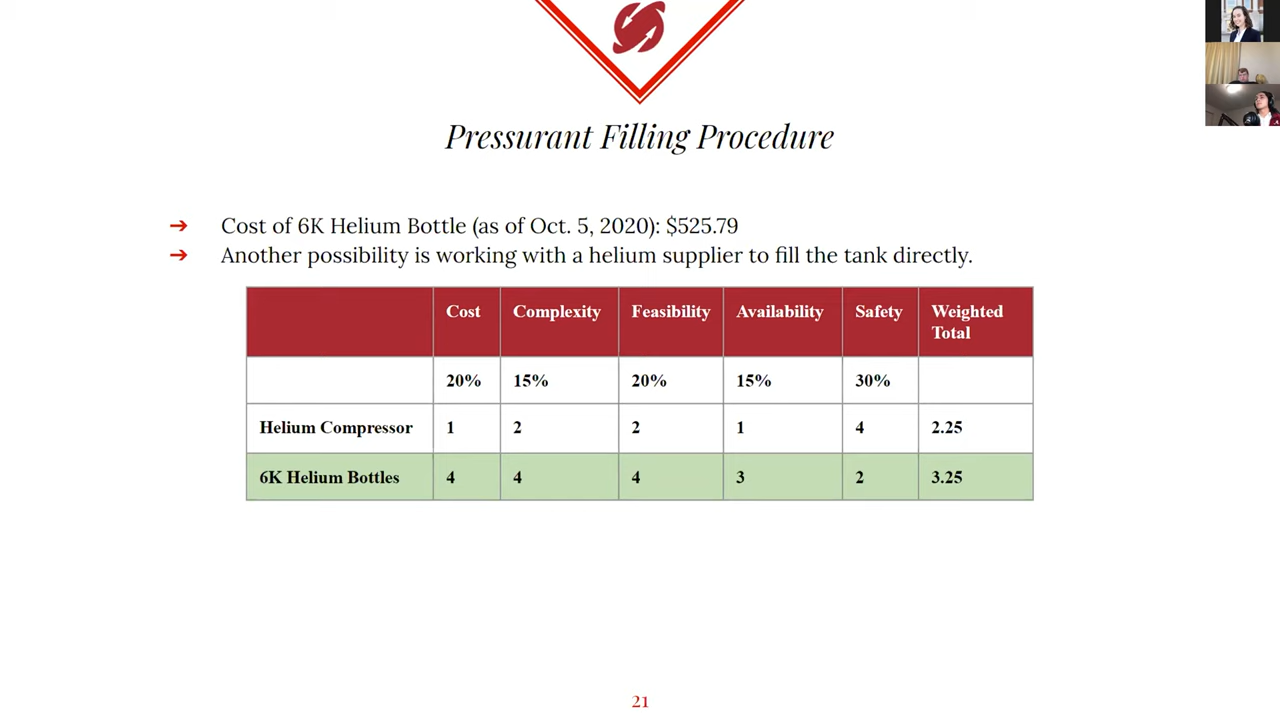 Pressurant Filling Procedure
➔ Cost of 6K Helium Bottle (as of Oct. 5, 2020): $525.79
➔ Another possibility is working with a helium supplier to fill the tank directly.
Cost Complexity Feasibility Availability Safety Weighted Total
20% 15% 20% 15% 30%
Helium Compressor 1 2 2 1 4 2.25
6K Helium Bottles 4 4 4 3 2 3.25
21